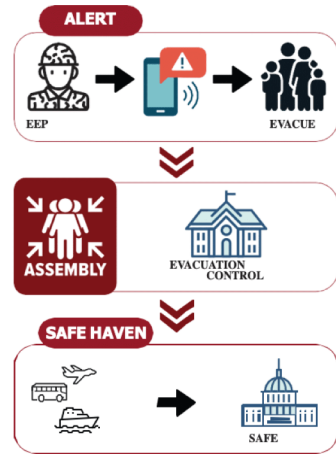 ALERT
EEP
EVACUE
ASSEMBLY
EVACUATION
CONTROL
SAFE HAVEN
SAFE